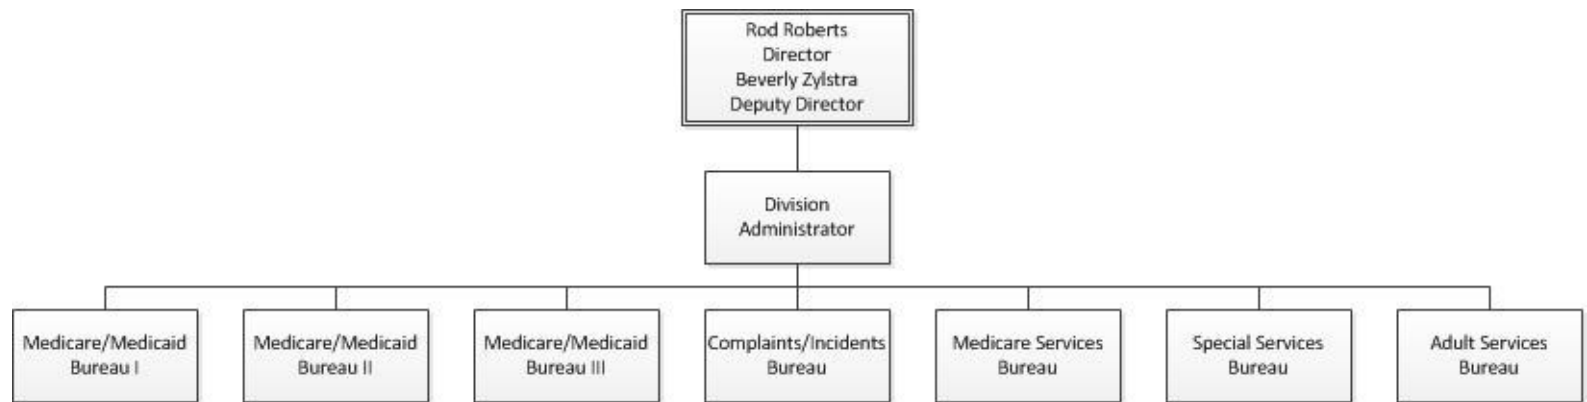 Rod Roberts
Director
Beverly Zylstra
Deputy Director
Division
Administrator
Medicare/Medicaid
Bureau I
Medicare/Medicaid
Bureau II
Medicare/Medicaid
Bureau III
Complaints/Incidents
Bureau
Medicare Services
Bureau
Special Services
Bureau
Adult Services
Bureau